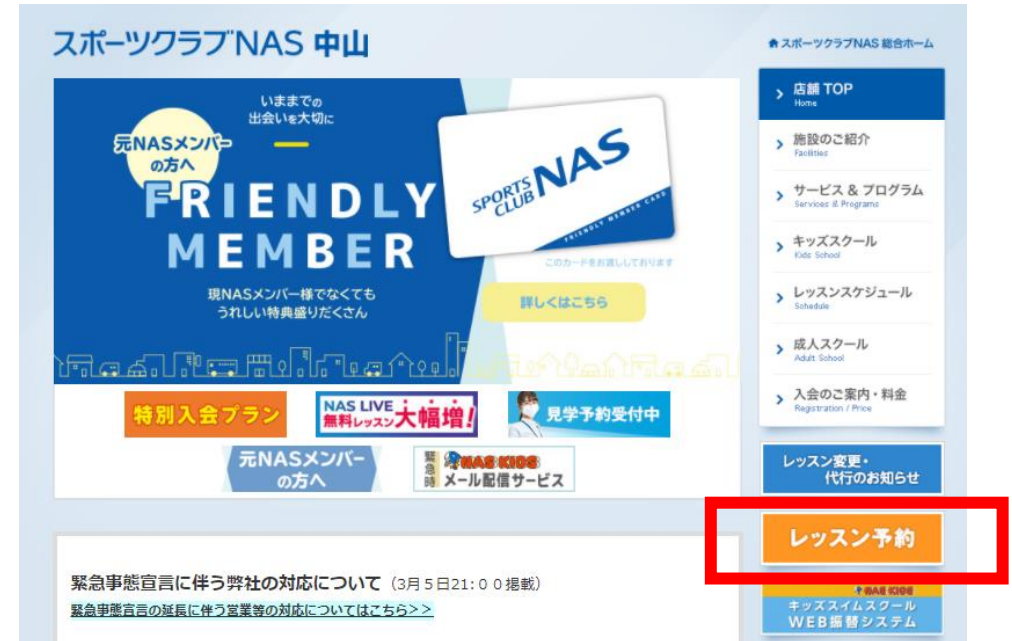 スポーツクラブNAS 中山
スポーツクラブNAS 総合ホーム
いままでの
出会いを大切に
元NASメンバー
の方へ
FRIENDLY
MEMBER
現NASメンバー様でなくても
うれしい特典盛りだくさん
SPORTS
CLUB
NAS
FRIENDLY MEMBER CARD
このカードをお渡ししております
詳しくはこちら
特別入会プラン
NAS LIVE
無料レッスン大幅増!
見学予約受付中
元NASメンバー
の方へ
緊急時
NAS KIDS
メール配信サービス
緊急事態宣言に伴う弊社の対応について（3月5日21:００掲載）
緊急事態宣言の延長に伴う営業等の対応についてはこちら>>
店舗 TOP
Home
施設のご紹介
Facilities
サービス & プログラム
Services & Programs
キッズスクール
Kids School
レッスンスケジュール
Schedule
成人スクール
Adult School
入会のご案内・料金
Registration / Price
レッスン変更・
代行のお知らせ
レッスン予約
NAS KIDS
キッズスイムスクール
WEB振替システム